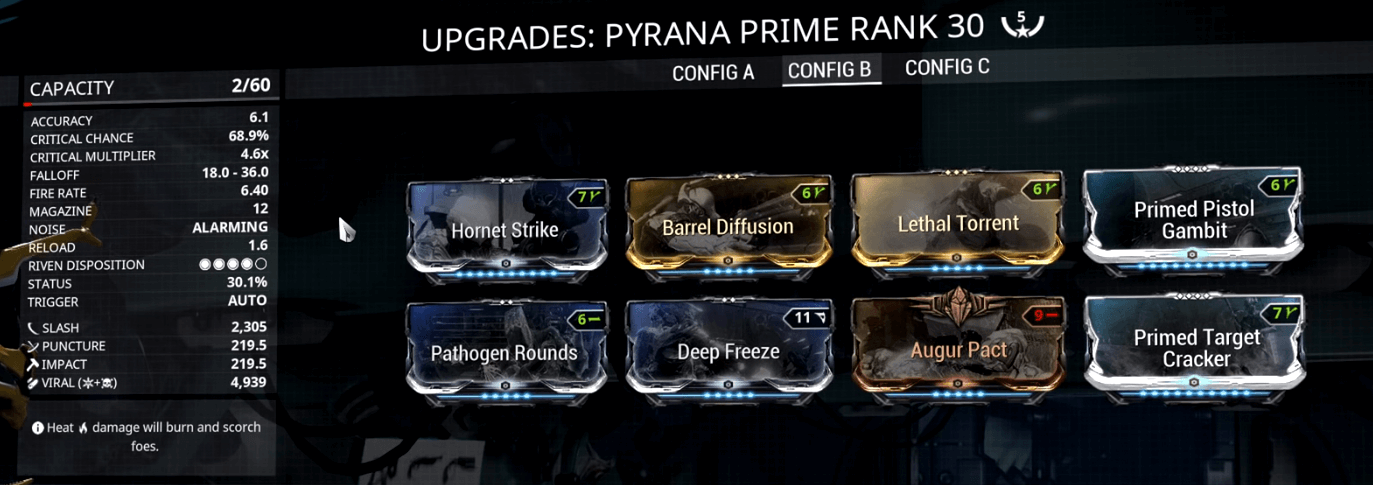 UPGRADES: PYRANA PRIME RANK 30 5
CONFIG A CONFIG B CONFIG C
CAPACITY 2/60
ACCURACY 6.1
CRITICAL CHANCE 68.9%
CRITICAL MULTIPLIER 4.6x
FALLOFF 18.0 - 36.0
FIRE RATE 6.40
MAGAZINE 12
NOISE ALARMING
RELOAD 1.6
RIVEN DISPOSITION
STATUS 30.1%
TRIGGER AUTO
SLASH 2,305
PUNCTURE 219.5
IMPACT 219.5
VIRAL ( + ) 4,939
Heat damage will burn and scorch
foes.
7
Hornet Strike
6
Barrel Diffusion
6
Lethal Torrent
6
Primed Pistol
Gambit
6
Pathogen Rounds
11
Deep Freeze
9
Augur Pact
7
Primed Target
Cracker